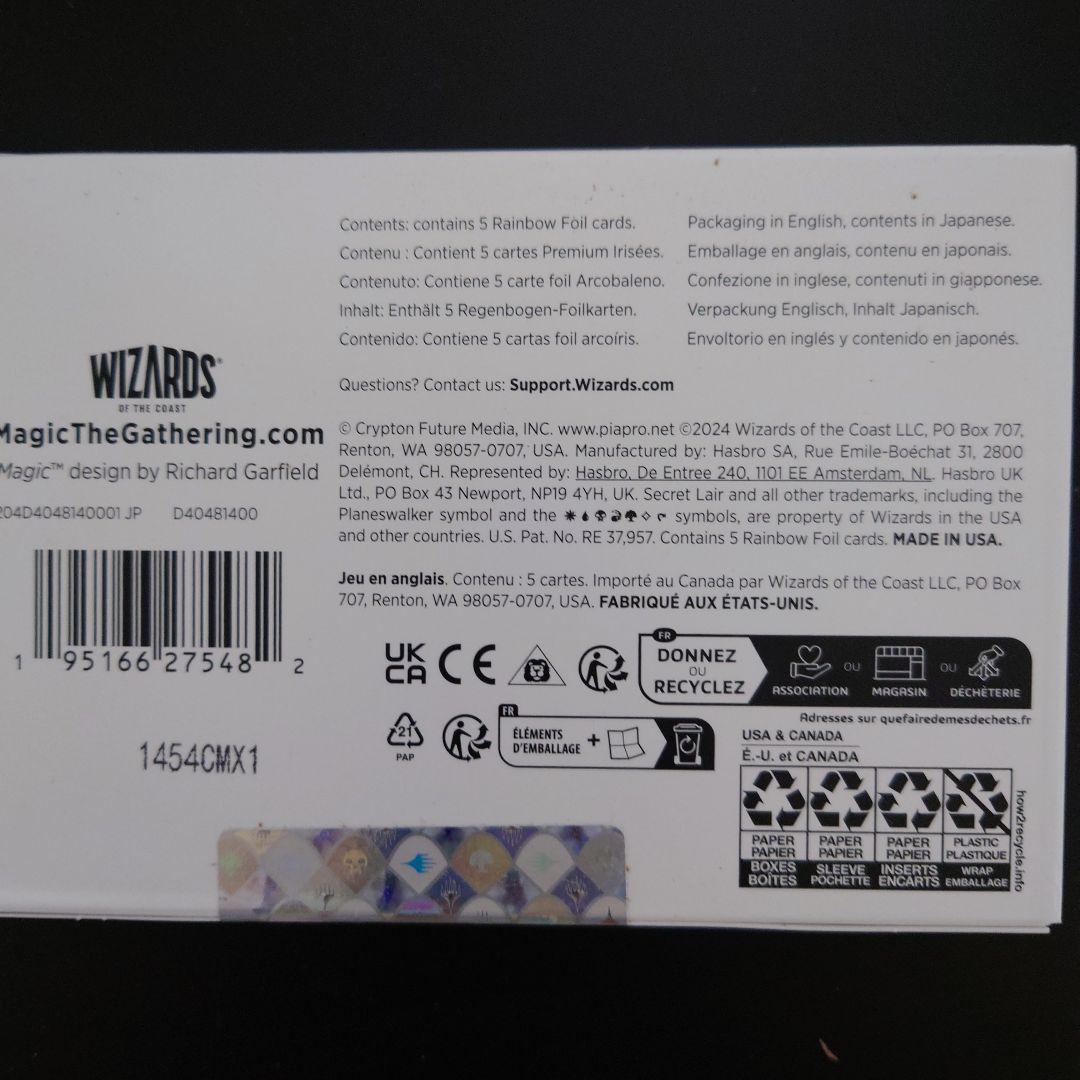 Contents: contains 5 Rainbow Foil cards.
Contenu : Contient 5 cartes Premium Irisées.
Contenuto: Contiene 5 carte foil Arcobaleno.
Inhalt: Enthält 5 Regenbogen-Foilkarten.
Contenido: Contiene 5 cartas foil arcoíris.
Packaging in English, contents in Japanese.
Emballage en anglais, contenu en japonais.
Confezione in inglese, contenuti in giapponese.
Verpackung Englisch, Inhalt Japanisch.
Envoltorio en inglés y contenido en japonés.
Questions? Contact us: Support.Wizards.com
WIZARDS®
OF THE COAST
MagicTheGathering.com
Magic™ design by Richard Garfield
204D4048140001 JP D40481400
1 95166 27548 2
1454CMX1
© Crypton Future Media, INC. www.piapro.net ©2024 Wizards of the Coast LLC, PO Box 707,
Renton, WA 98057-0707, USA. Manufactured by: Hasbro SA, Rue Emile-Boéchat 31, 2800
Delémont, CH. Represented by: Hasbro, De Entree 240, 1101 EE Amsterdam, NL. Hasbro UK
Ltd., PO Box 43 Newport, NP19 4YH, UK. Secret Lair and all other trademarks, including the
Planeswalker symbol and the symbols, are property of Wizards in the USA
and other countries. U.S. Pat. No. RE 37,957. Contains 5 Rainbow Foil cards. MADE IN USA.
Jeu en anglais. Contenu : 5 cartes. Importé au Canada par Wizards of the Coast LLC, PO Box
707, Renton, WA 98057-0707, USA. FABRIQUÉ AUX ÉTATS-UNIS.
UK
CA
CE
FR
DONNEZ
OU
RECYCLEZ
ASSOCIATION
OU
MAGASIN
OU
DÉCHÈTERIE
Adresses sur quefairedemesdechets.fr
21
PAP
FR
ÉLÉMENTS
D'EMBALLAGE
+
USA & CANADA
É.-U. et CANADA
PAPER
PAPIER
BOXES
BOÎTES
PAPER
PAPIER
SLEEVE
POCHETTE
PAPER
PAPIER
INSERTS
ENCARTS
PLASTIC
PLASTIQUE
WRAP
EMBALLAGE
how2recycle.info